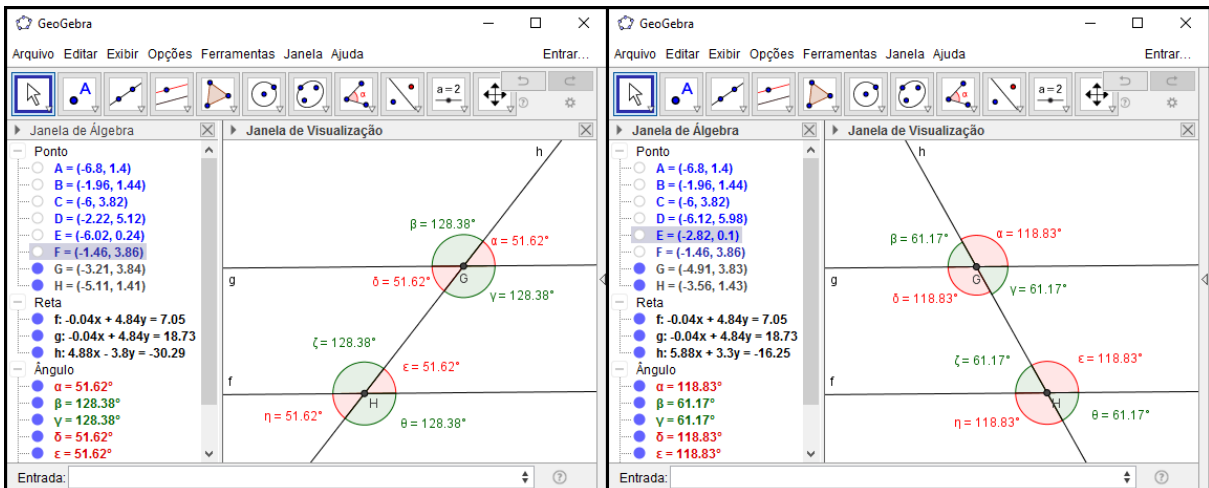 GeoGebra
Arquivo Editar Exibir Opções Ferramentas Janela Ajuda Entrar...
A α a=2 ?
Janela de Álgebra
Ponto
A = (-6.8, 1.4)
B = (-1.96, 1.44)
C = (-6, 3.82)
D = (-2.22, 5.12)
E = (-6.02, 0.24)
F = (-1.46, 3.86)
G = (-3.21, 3.84)
H = (-5.11, 1.41)
Reta
f: -0.04x + 4.84y = 7.05
g: -0.04x + 4.84y = 18.73
h: 4.88x - 3.8y = -30.29
Ângulo
α = 51.62°
β = 128.38°
γ = 128.38°
δ = 51.62°
ε = 51.62°
Janela de Visualização
h
β = 128.38°
α = 51.62°
g
G
δ = 51.62°
γ = 128.38°
ζ = 128.38°
ε = 51.62°
f
H
η = 51.62°
θ = 128.38°
Entrada: ?
GeoGebra
Arquivo Editar Exibir Opções Ferramentas Janela Ajuda Entrar...
A α a=2 ?
Janela de Álgebra
Ponto
A = (-6.8, 1.4)
B = (-1.96, 1.44)
C = (-6, 3.82)
D = (-6.12, 5.98)
E = (-2.82, 0.1)
F = (-1.46, 3.86)
G = (-4.91, 3.83)
H = (-3.56, 1.43)
Reta
f: -0.04x + 4.84y = 7.05
g: -0.04x + 4.84y = 18.73
h: 5.88x + 3.3y = -16.25
Ângulo
α = 118.83°
β = 61.17°
γ = 61.17°
δ = 118.83°
ε = 118.83°
Janela de Visualização
h
β = 61.17°
α = 118.83°
g
G
δ = 118.83°
γ = 61.17°
ζ = 61.17°
ε = 118.83°
f
H
η = 118.83°
θ = 61.17°
Entrada: ?